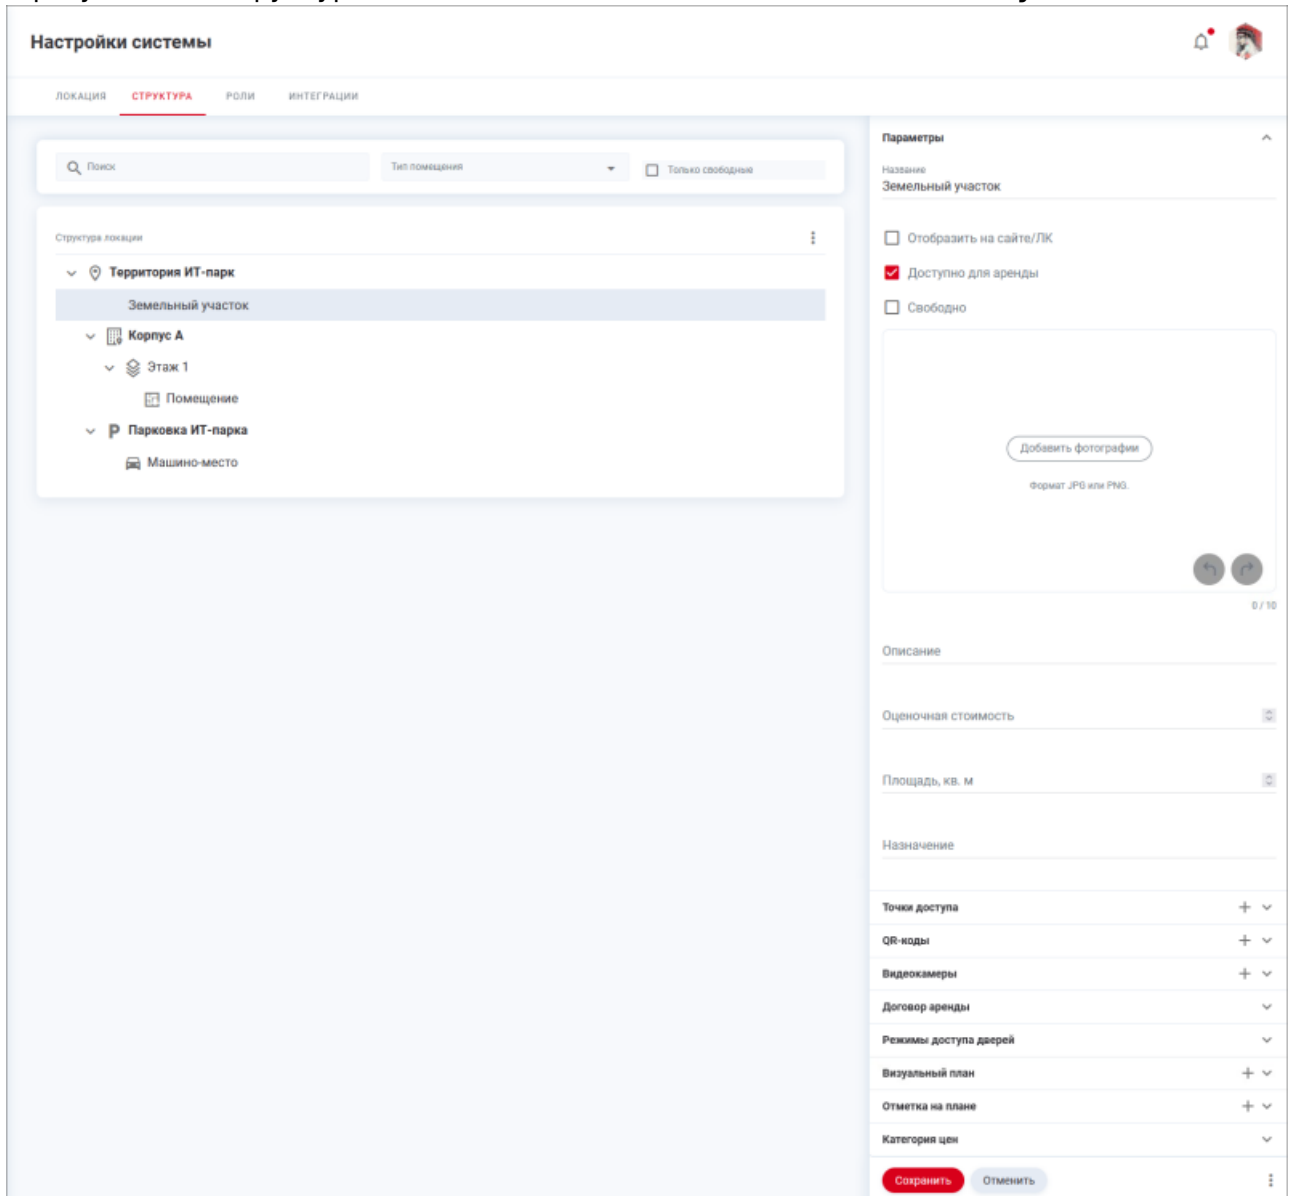 Настройки системы
ЛОКАЦИЯ СТРУКТУРА РОЛИ ИНТЕГРАЦИИ
Поиск
Тип помещения
Только свободные
Структура локации
Территория ИТ-парк
Земельный участок
Корпус А
Этаж 1
Помещение
Парковка ИТ-парка
Машино-место
Параметры
Название
Земельный участок
Отобразить на сайте/ЛК
Доступно для аренды
Свободно
Добавить фотографии
Формат JPG или PNG.
0 / 10
Описание
Оценочная стоимость
Площадь, кв. м
Назначение
Точки доступа
QR-коды
Видеокамеры
Договор аренды
Режимы доступа дверей
Визуальный план
Отметка на плане
Категория цен
Сохранить Отменить